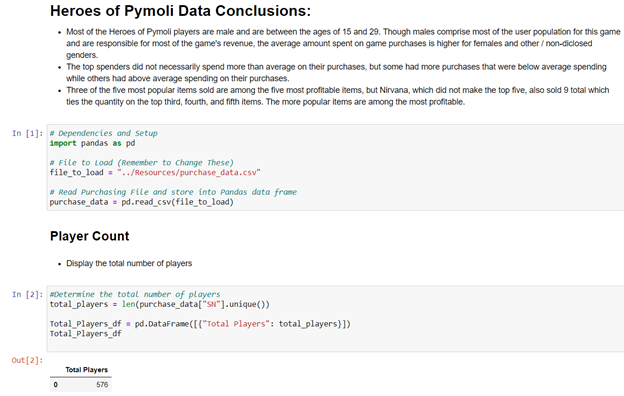 Heroes of Pymoli Data Conclusions:
Most of the Heroes of Pymoli players are male and are between the ages of 15 and 29. Though males comprise most of the user population for this game
and are responsible for most of the game's revenue, the average amount spent on game purchases is higher for females and other / non-diclosed
genders.
The top spenders did not necessarily spend more than average on their purchases, but some had more purchases that were below average spending
while others had above average spending on their purchases.
Three of the five most popular items sold are among the five most profitable items, but Nirvana, which did not make the top five, also sold 9 total which
ties the quantity on the top third, fourth, and fifth items. The more popular items are among the most profitable.
In [1]: # Dependencies and Setup
import pandas as pd
# File to Load (Remember to Change These)
file_to_load = "../Resources/purchase_data.csv"
# Read Purchasing File and store into Pandas data frame
purchase_data = pd.read_csv(file_to_load)
Player Count
Display the total number of players
In [2]: #Determine the total number of players
total_players = len(purchase_data["SN"].unique())
Total_Players_df = pd.DataFrame([{"Total Players": total_players}])
Total_Players_df
Out[2]:
Total Players
0 576